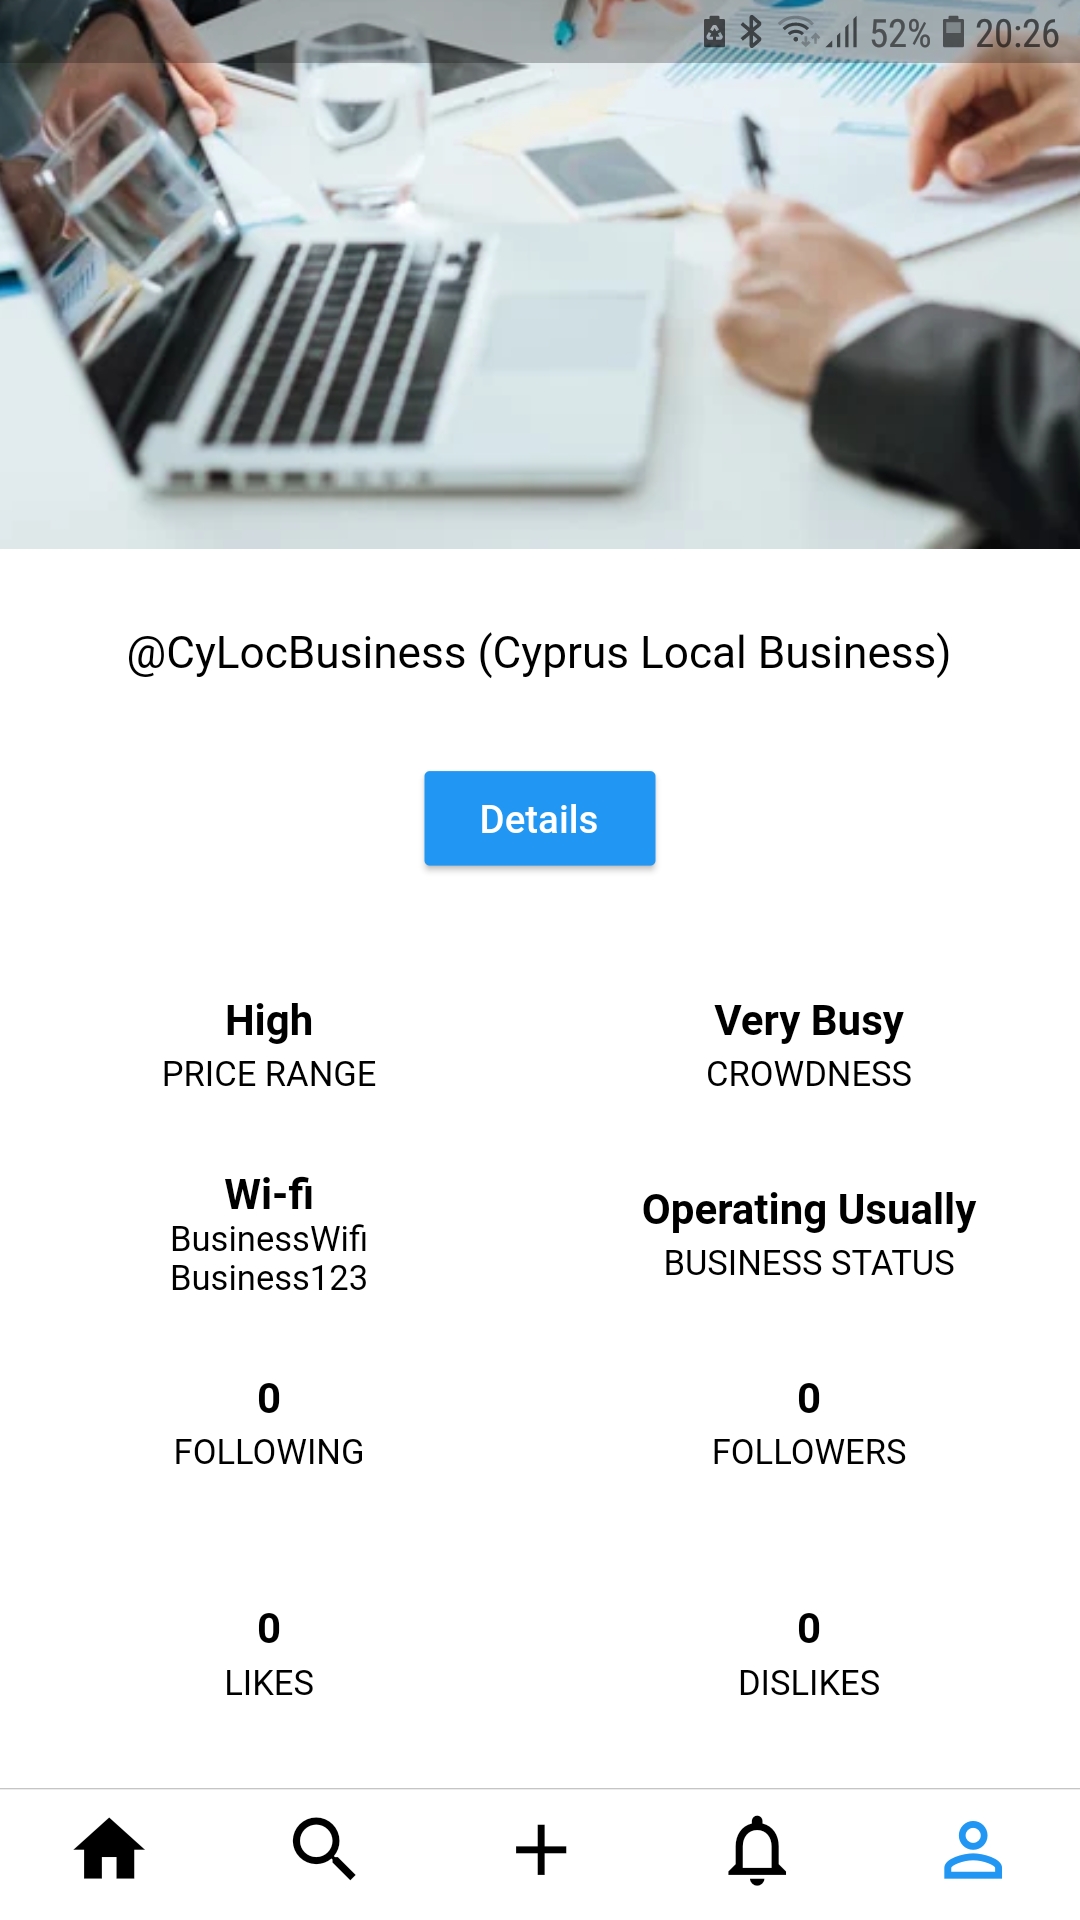 52% 20:26
@CyLocBusiness (Cyprus Local Business)
Details
High
PRICE RANGE
Very Busy
CROWDNESS
Wi-fi
BusinessWifi
Business123
Operating Usually
BUSINESS STATUS
0
FOLLOWING
0
FOLLOWERS
0
LIKES
0
DISLIKES